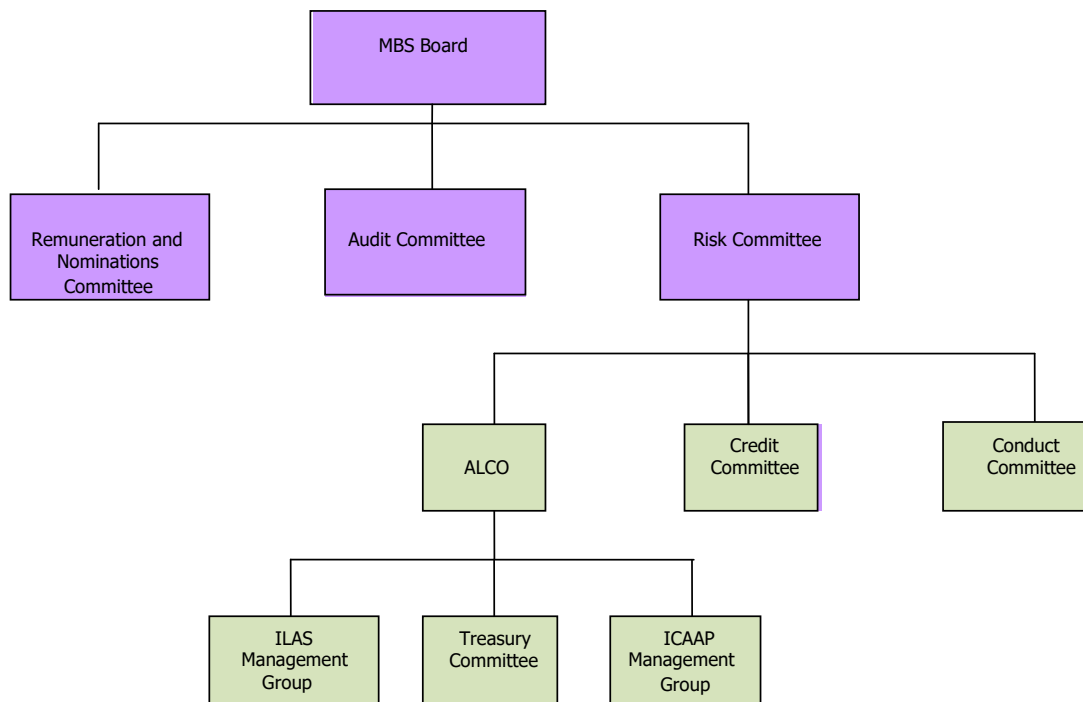 MBS Board
Remuneration and
Nominations
Committee
Audit Committee
Risk Committee
ALCO
Credit
Committee
Conduct
Committee
ILAS
Management
Group
Treasury
Committee
ICAAP
Management
Group